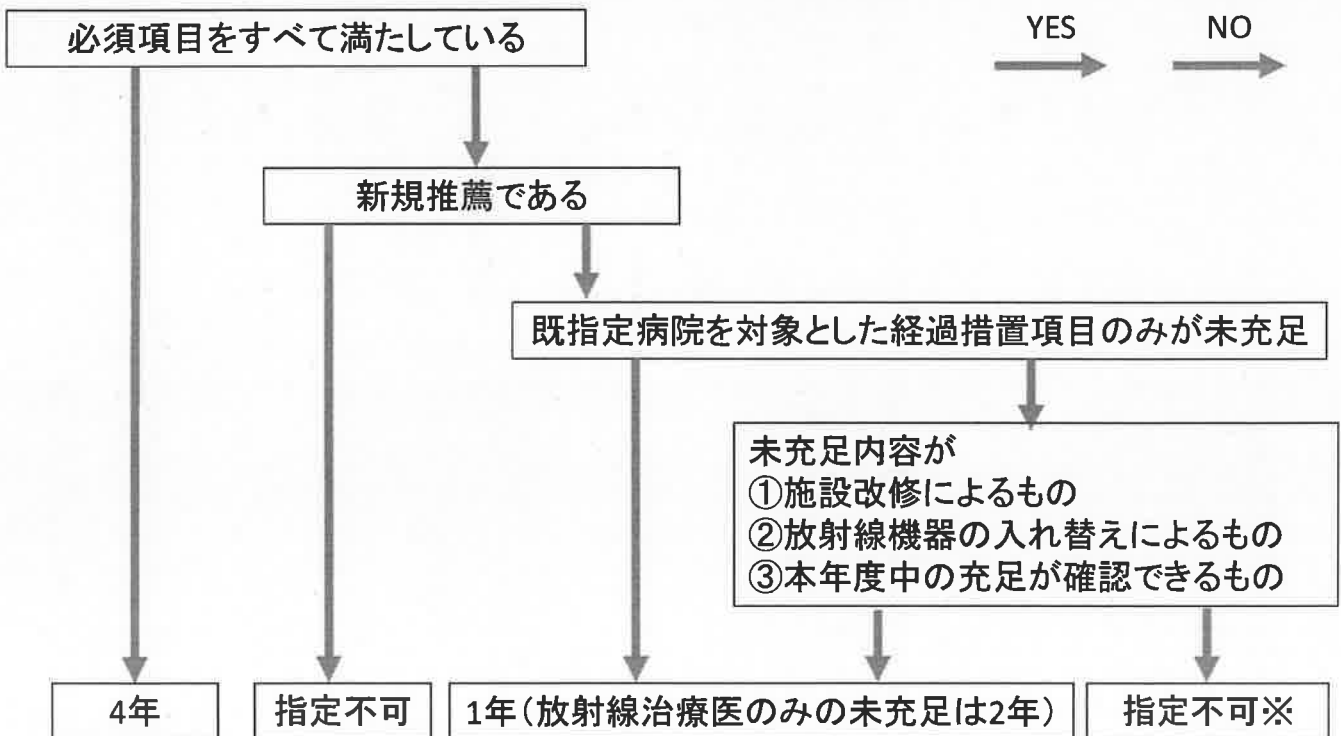 必須項目をすべて満たしている
YES
NO
新規推薦である
既指定病院を対象とした経過措置項目のみが未充足
未充足内容が
①施設改修によるもの
②放射線機器の入れ替えによるもの
③本年度中の充足が確認できるもの
4年
指定不可
1年(放射線治療医のみの未充足は2年)
指定不可※